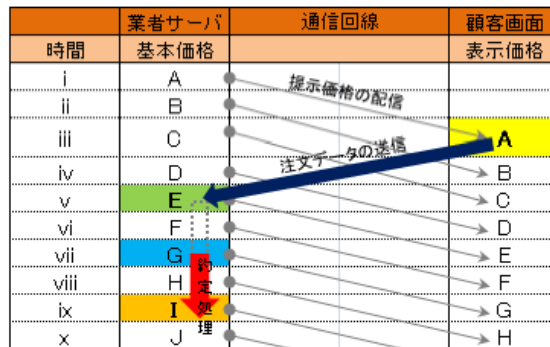 業者サーバ 通信回線 顧客画面
時間 基本価格 表示価格
i A
ii B
提示価格の配信
iii C A
注文データの送信
iv D B
v E C
vi F D
vii G E
viii H F
ix I G
x J H
約定処理